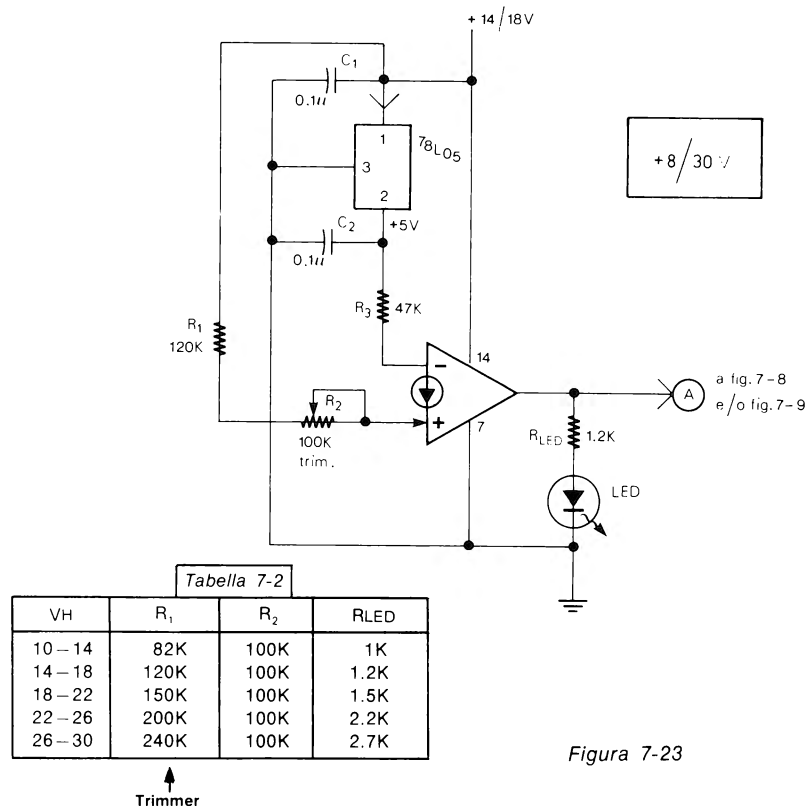 + 14/18V
C1
0.1u
1
78L05
3
2
+5V
C2
0.1u
+8/30 V
R3 47K
R1
120K
14
−
+
7
R2
100K
trim.
A
a fig. 7-8
e/o fig. 7-9
RLED 1.2K
LED
Tabella 7-2
VH R1 R2 RLED
10-14 82K 100K 1K
14-18 120K 100K 1.2K
18-22 150K 100K 1.5K
22-26 200K 100K 2.2K
26-30 240K 100K 2.7K
Trimmer
Figura 7-23